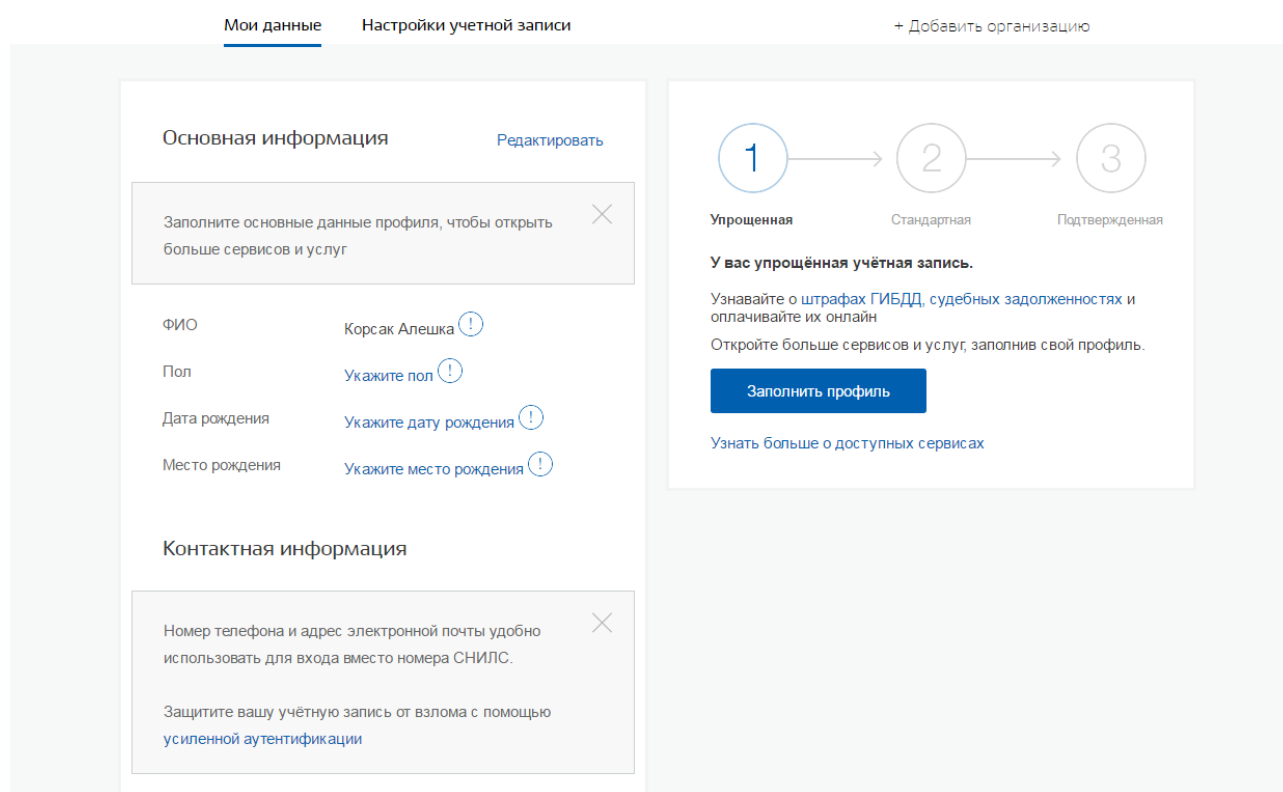 Мои данные
Настройки учетной записи
+ Добавить организацию
Основная информация
Редактировать
Заполните основные данные профиля, чтобы открыть
больше сервисов и услуг
ФИО
Корсак Алешка !
Пол
Укажите пол !
Дата рождения
Укажите дату рождения !
Место рождения
Укажите место рождения !
Контактная информация
Номер телефона и адрес электронной почты удобно
использовать для входа вместо номера СНИЛС.
Защитите вашу учётную запись от взлома с помощью
усиленной аутентификации
1
2
3
Упрощенная
Стандартная
Подтвержденная
У вас упрощённая учётная запись.
Узнавайте о штрафах ГИБДД, судебных задолженностях и
оплачивайте их онлайн
Откройте больше сервисов и услуг, заполнив свой профиль.
Заполнить профиль
Узнать больше о доступных сервисах